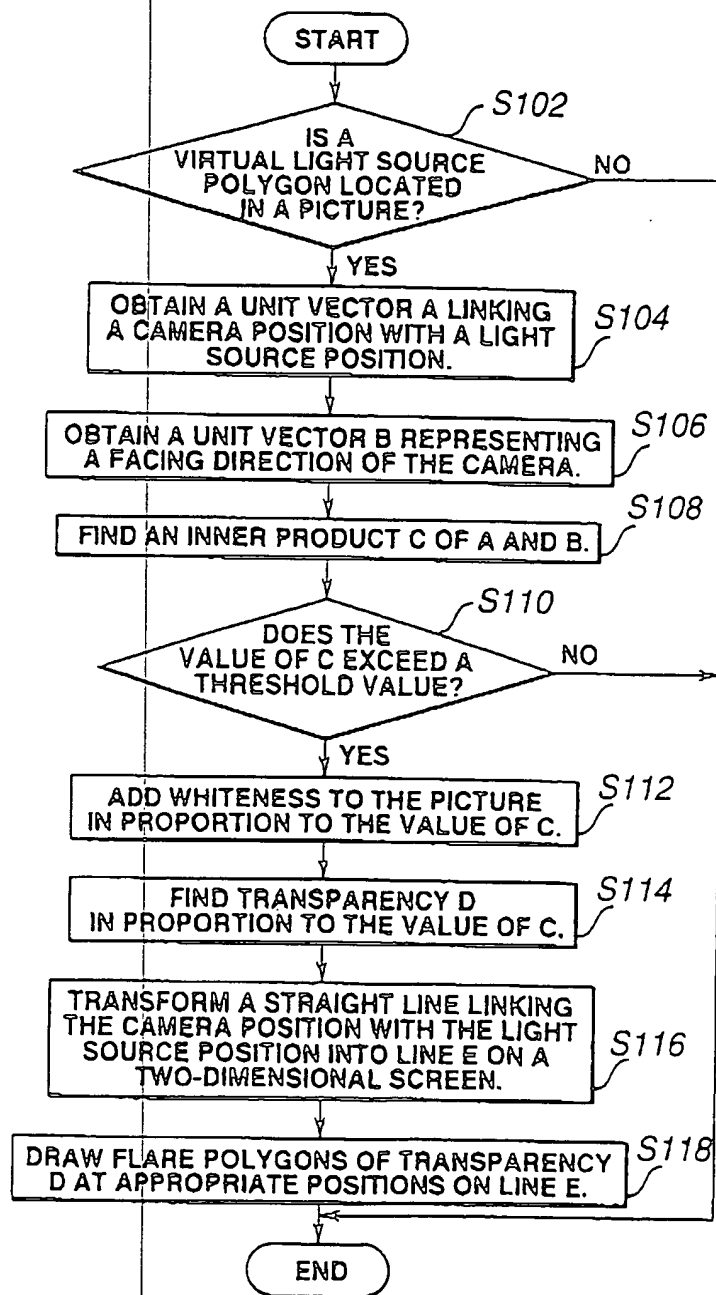 START
S102
IS A
VIRTUAL LIGHT SOURCE
POLYGON LOCATED
IN A PICTURE?
NO
YES
OBTAIN A UNIT VECTOR A LINKING
A CAMERA POSITION WITH A LIGHT
SOURCE POSITION.
S104
OBTAIN A UNIT VECTOR B REPRESENTING
A FACING DIRECTION OF THE CAMERA.
S106
FIND AN INNER PRODUCT C OF A AND B.
S108
S110
DOES THE
VALUE OF C EXCEED A
THRESHOLD VALUE?
NO
YES
ADD WHITENESS TO THE PICTURE
IN PROPORTION TO THE VALUE OF C.
S112
FIND TRANSPARENCY D
IN PROPORTION TO THE VALUE OF C.
S114
TRANSFORM A STRAIGHT LINE LINKING
THE CAMERA POSITION WITH THE LIGHT
SOURCE POSITION INTO LINE E ON A
TWO-DIMENSIONAL SCREEN.
S116
DRAW FLARE POLYGONS OF TRANSPARENCY
D AT APPROPRIATE POSITIONS ON LINE E.
S118
END